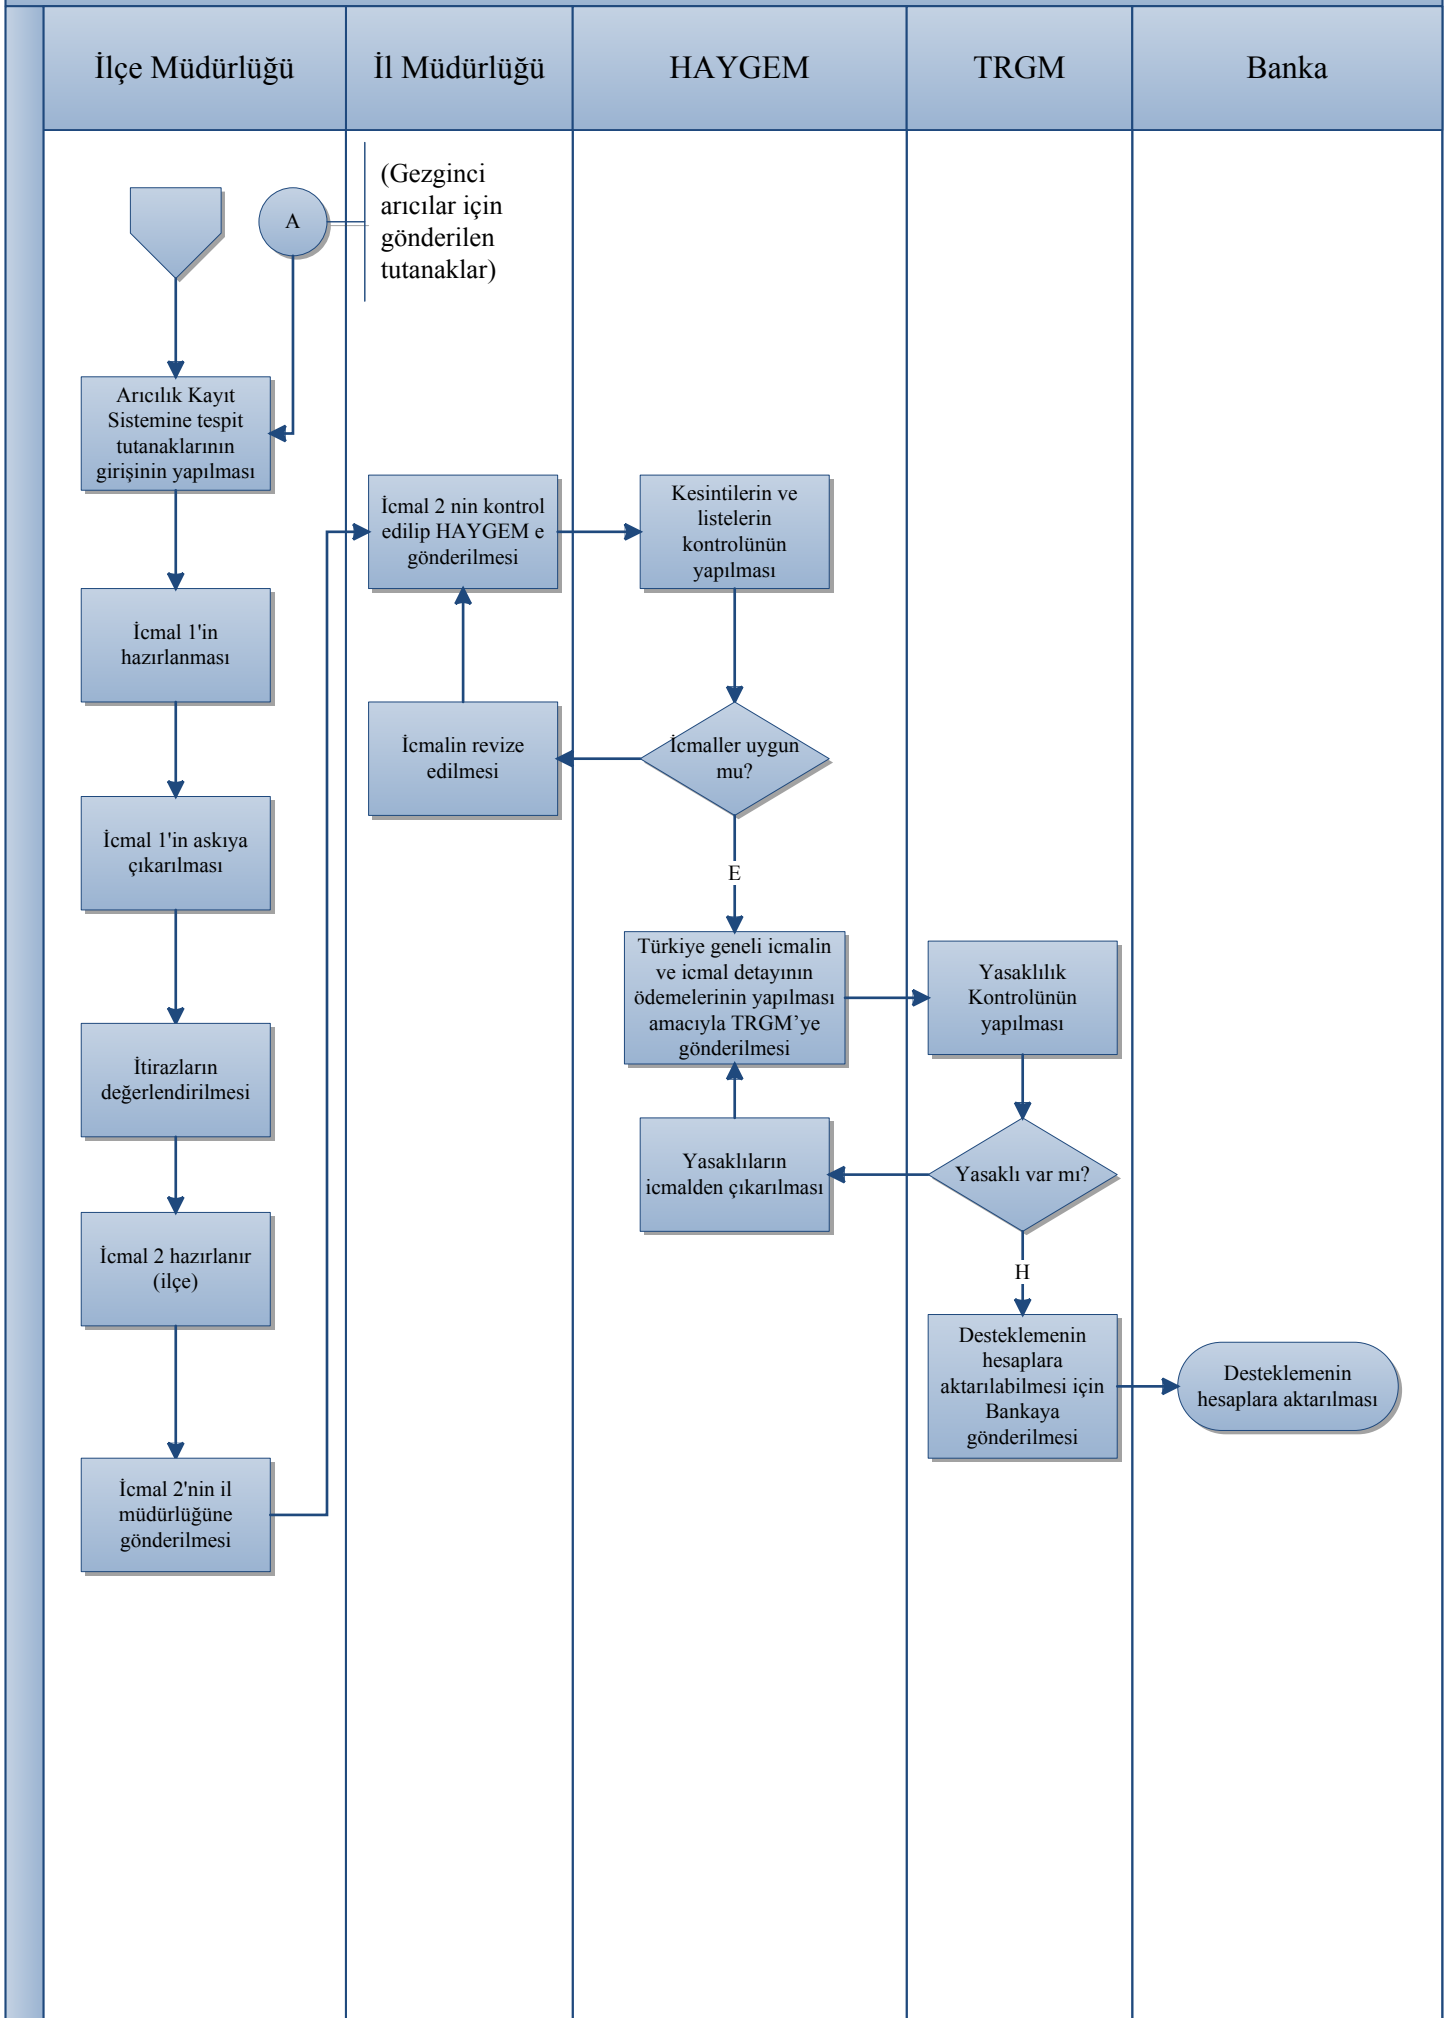 İlçe Müdürlüğü
İl Müdürlüğü
HAYGEM
TRGM
Banka
A
(Gezginci
arıcılar için
gönderilen
tutanaklar)
Arıcılık Kayıt
Sistemine tespit
tutanaklarının
girişinin yapılması
İcmal 1'in
hazırlanması
İcmal 1'in askıya
çıkarılması
İtirazların
değerlendirilmesi
İcmal 2 hazırlanır
(ilçe)
İcmal 2'nin il
müdürlüğüne
gönderilmesi
İcmal 2 nin kontrol
edilip HAYGEM e
gönderilmesi
İcmalin revize
edilmesi
Kesintilerin ve
listelerin
kontrolünün
yapılması
İcmaller uygun
mu?
E
Türkiye geneli icmalin
ve icmal detayının
ödemelerinin yapılması
amacıyla TRGM’ye
gönderilmesi
Yasaklıların
icmalden çıkarılması
Yasaklılık
Kontrolünün
yapılması
Yasaklı var mı?
H
Desteklemenin
hesaplara
aktarılabilmesi için
Bankaya
gönderilmesi
Desteklemenin
hesaplara aktarılması